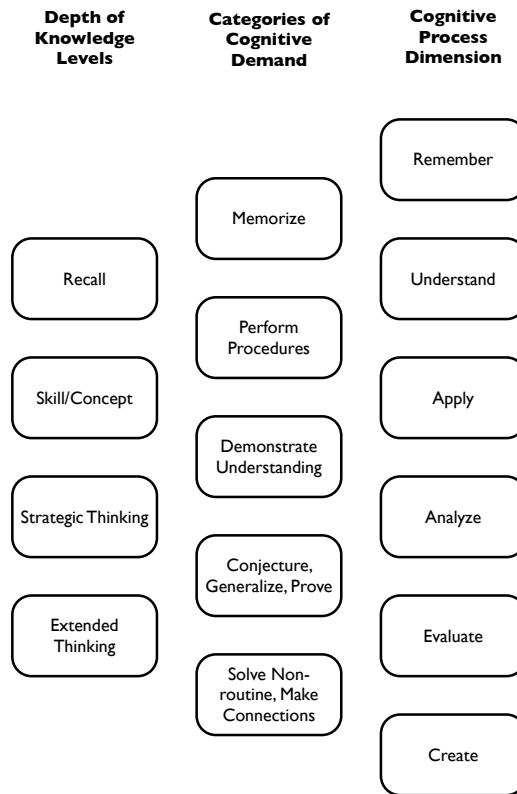 Depth of
Knowledge
Levels
Recall
Skill/Concept
Strategic Thinking
Extended
Thinking
Categories of
Cognitive
Demand
Memorize
Perform
Procedures
Demonstrate
Understanding
Conjecture,
Generalize, Prove
Solve Non-
routine, Make
Connections
Cognitive
Process
Dimension
Remember
Understand
Apply
Analyze
Evaluate
Create